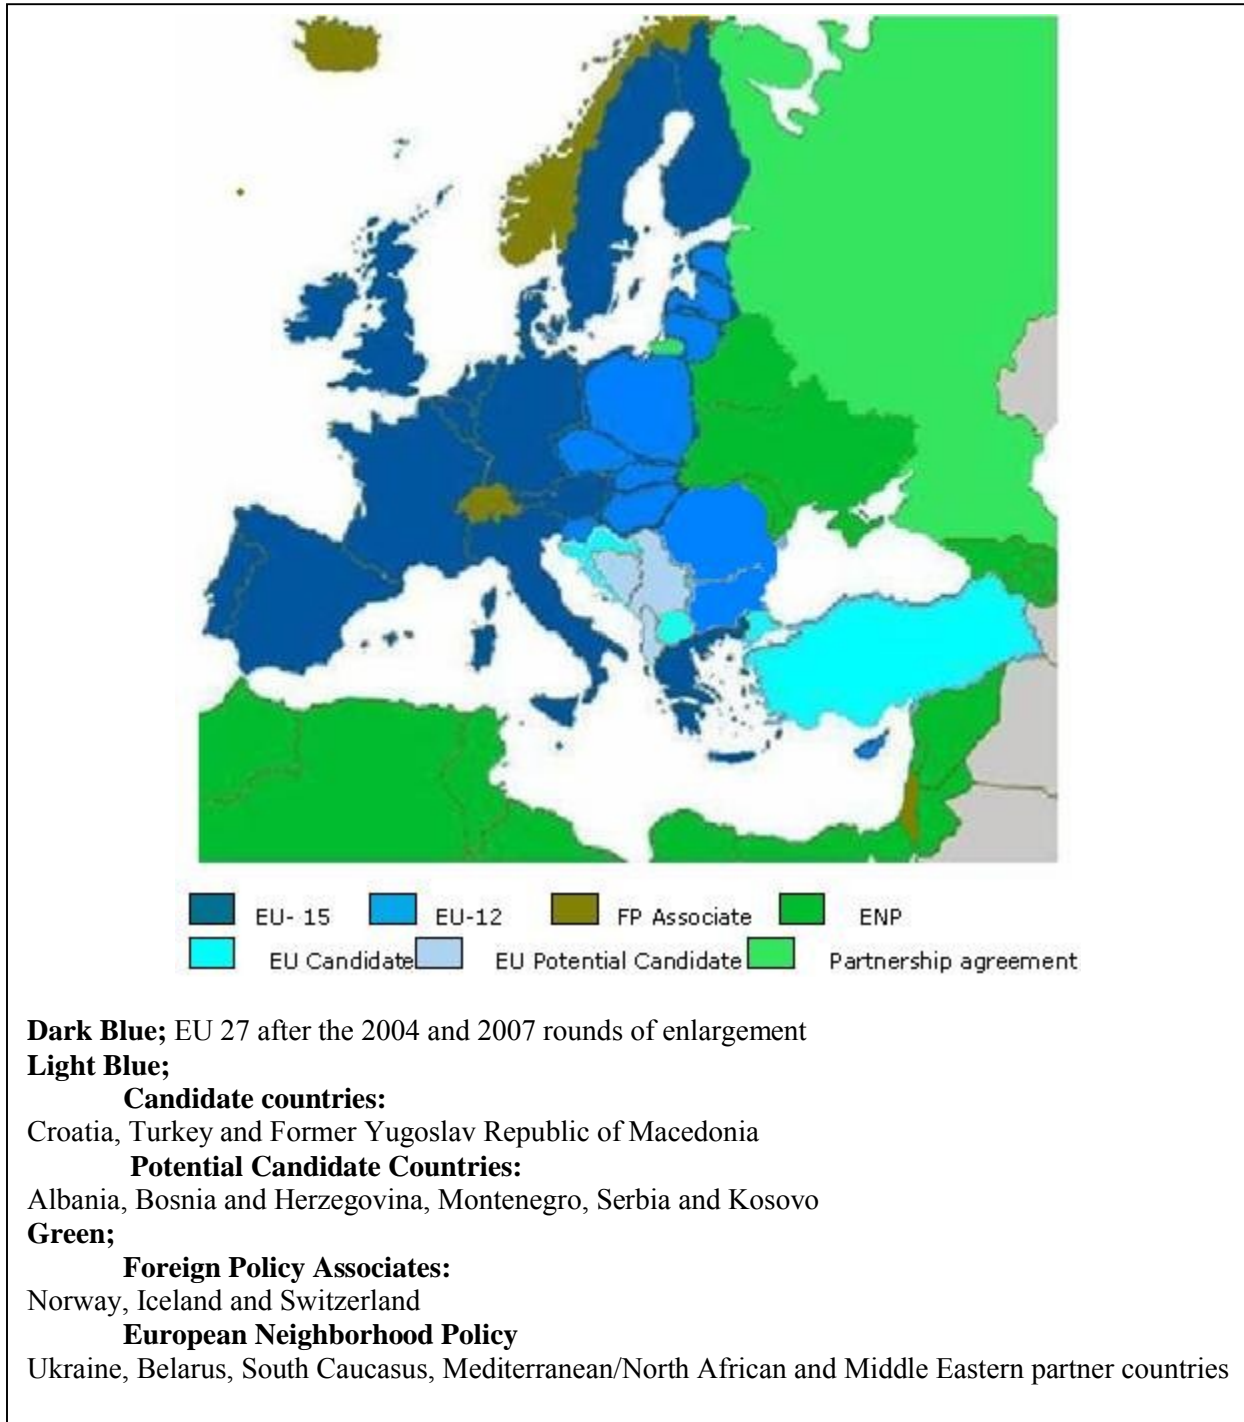 EU- 15 EU-12 FP Associate ENP
EU Candidate EU Potential Candidate Partnership agreement
Dark Blue; EU 27 after the 2004 and 2007 rounds of enlargement
Light Blue;
Candidate countries:
Croatia, Turkey and Former Yugoslav Republic of Macedonia
Potential Candidate Countries:
Albania, Bosnia and Herzegovina, Montenegro, Serbia and Kosovo
Green;
Foreign Policy Associates:
Norway, Iceland and Switzerland
European Neighborhood Policy
Ukraine, Belarus, South Caucasus, Mediterranean/North African and Middle Eastern partner countries